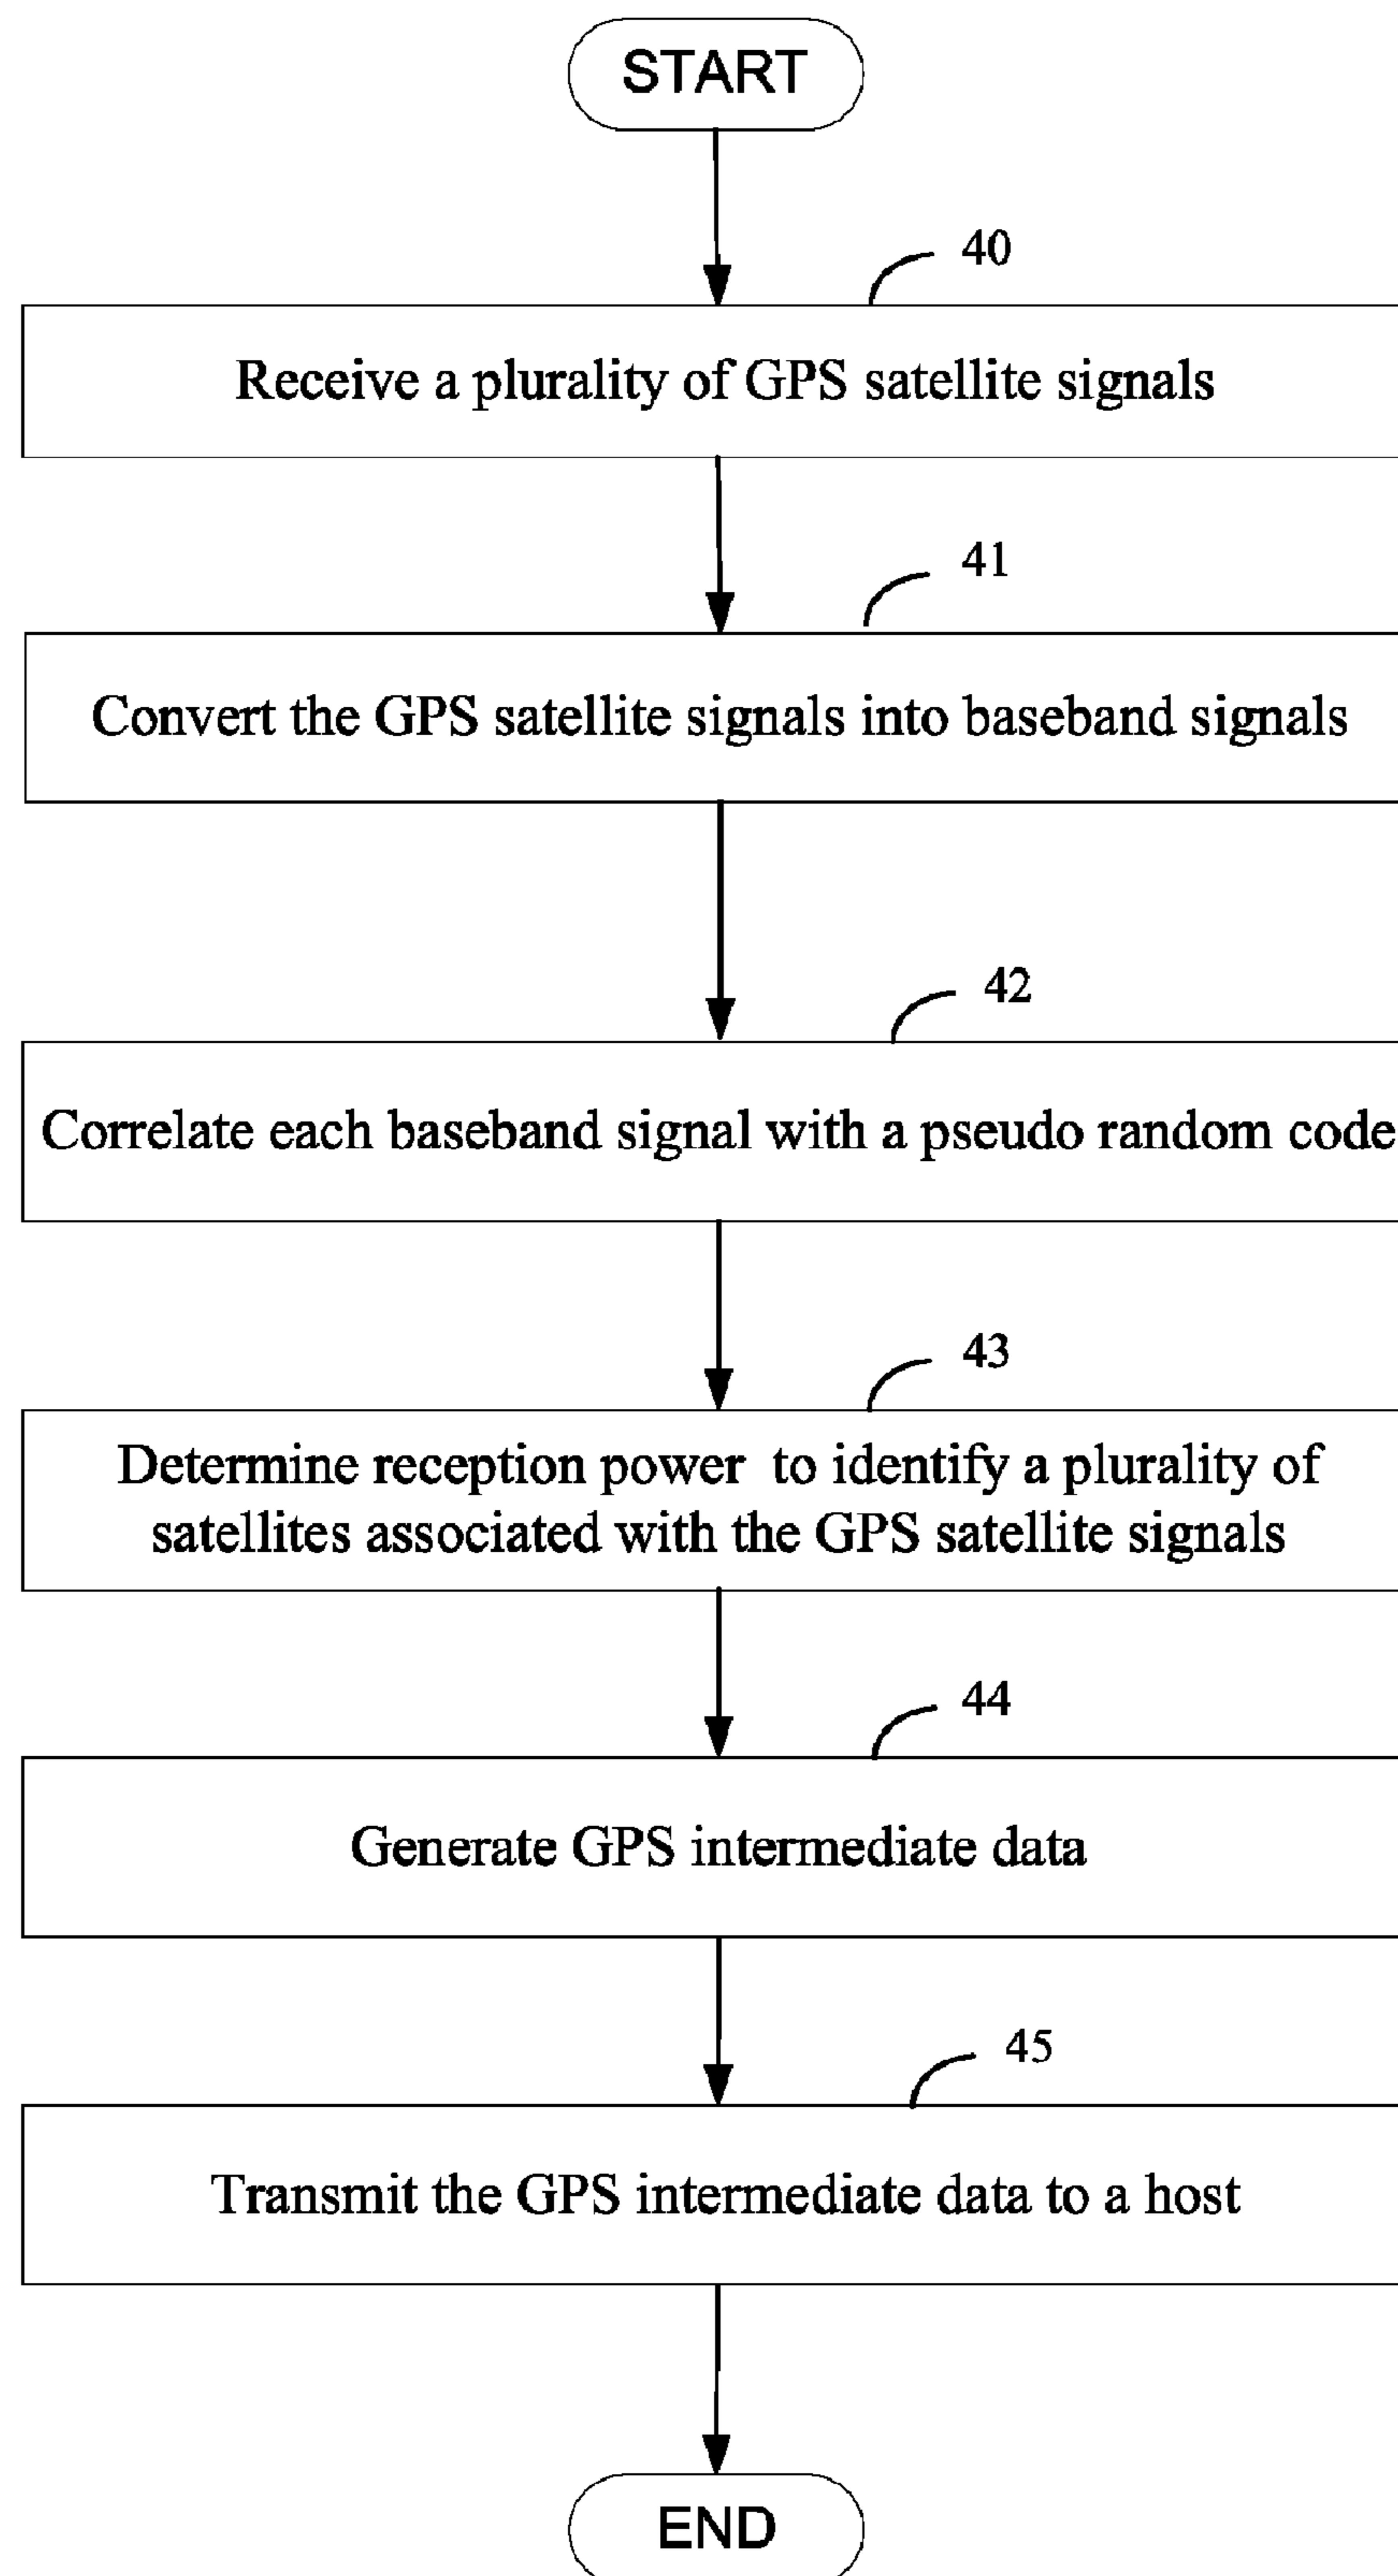 START
40
Receive a plurality of GPS satellite signals
41
Convert the GPS satellite signals into baseband signals
42
Correlate each baseband signal with a pseudo random code
43
Determine reception power to identify a plurality of
satellites associated with the GPS satellite signals
44
Generate GPS intermediate data
45
Transmit the GPS intermediate data to a host
END